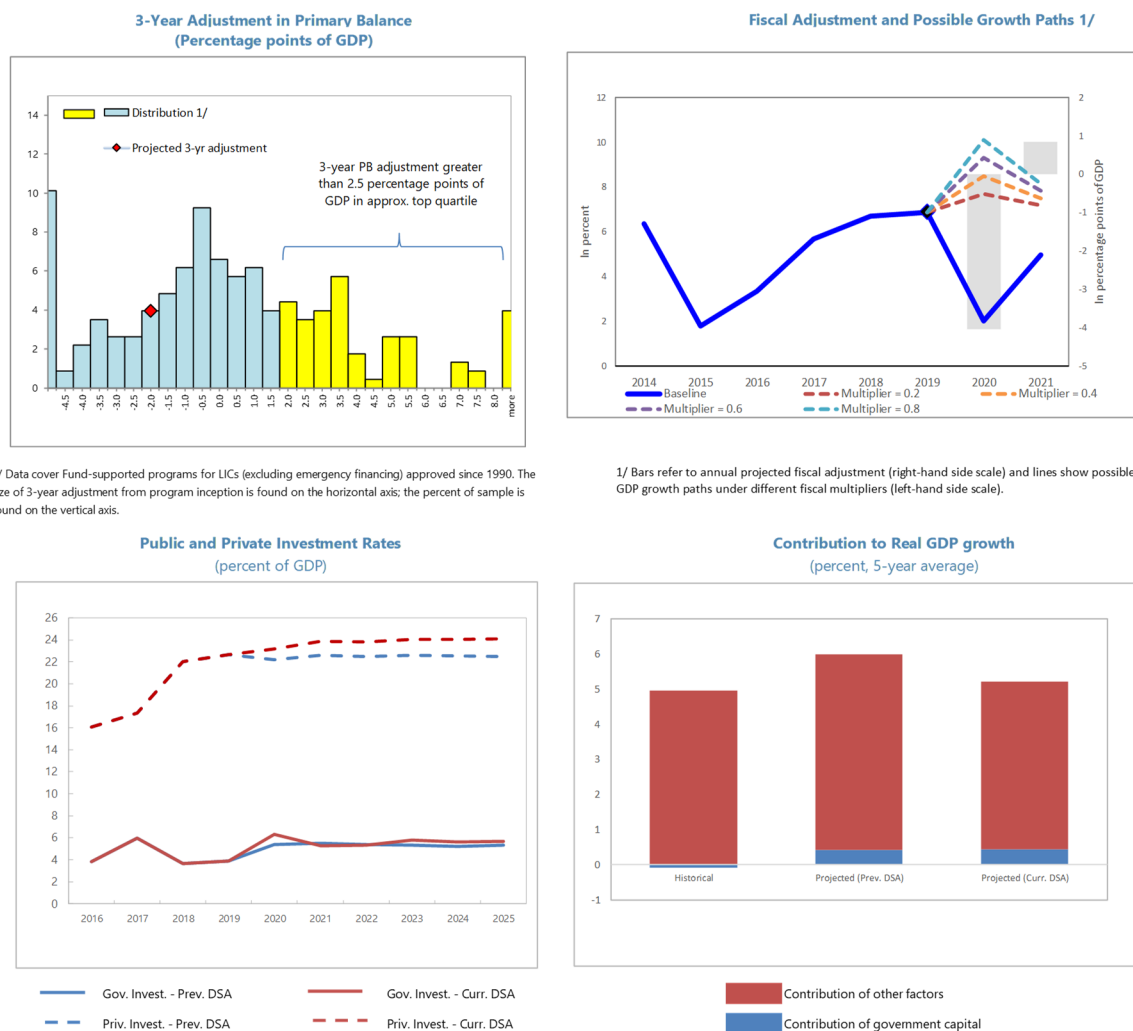 3-Year Adjustment in Primary Balance
(Percentage points of GDP)
14
12
10
8
6
4
2
0
Distribution 1/
Projected 3-yr adjustment
3-year PB adjustment greater
than 2.5 percentage points of
GDP in approx. top quartile
-4.5
-4.0
-3.5
-3.0
-2.5
-2.0
-1.5
-1.0
-0.5
0.0
0.5
1.0
1.5
2.0
2.5
3.0
3.5
4.0
4.5
5.0
5.5
6.0
6.5
7.0
7.5
8.0
more
/ Data cover Fund-supported programs for LICs (excluding emergency financing) approved since 1990. The
ze of 3-year adjustment from program inception is found on the horizontal axis; the percent of sample is
ound on the vertical axis.
Fiscal Adjustment and Possible Growth Paths 1/
In percent
12
10
8
6
4
2
0
2
1
0
-1
-2
-3
-4
-5
In percentage points of GDP
2014 2015 2016 2017 2018 2019 2020 2021
Baseline Multiplier = 0.2 Multiplier = 0.4
Multiplier = 0.6 Multiplier = 0.8
1/ Bars refer to annual projected fiscal adjustment (right-hand side scale) and lines show possible
GDP growth paths under different fiscal multipliers (left-hand side scale).
Public and Private Investment Rates
(percent of GDP)
26
24
22
20
18
16
14
12
10
8
6
4
2
0
2016 2017 2018 2019 2020 2021 2022 2023 2024 2025
Gov. Invest. - Prev. DSA Gov. Invest. - Curr. DSA
Priv. Invest. - Prev. DSA Priv. Invest. - Curr. DSA
Contribution to Real GDP growth
(percent, 5-year average)
7
6
5
4
3
2
1
0
-1
Historical Projected (Prev. DSA) Projected (Curr. DSA)
Contribution of other factors
Contribution of government capital